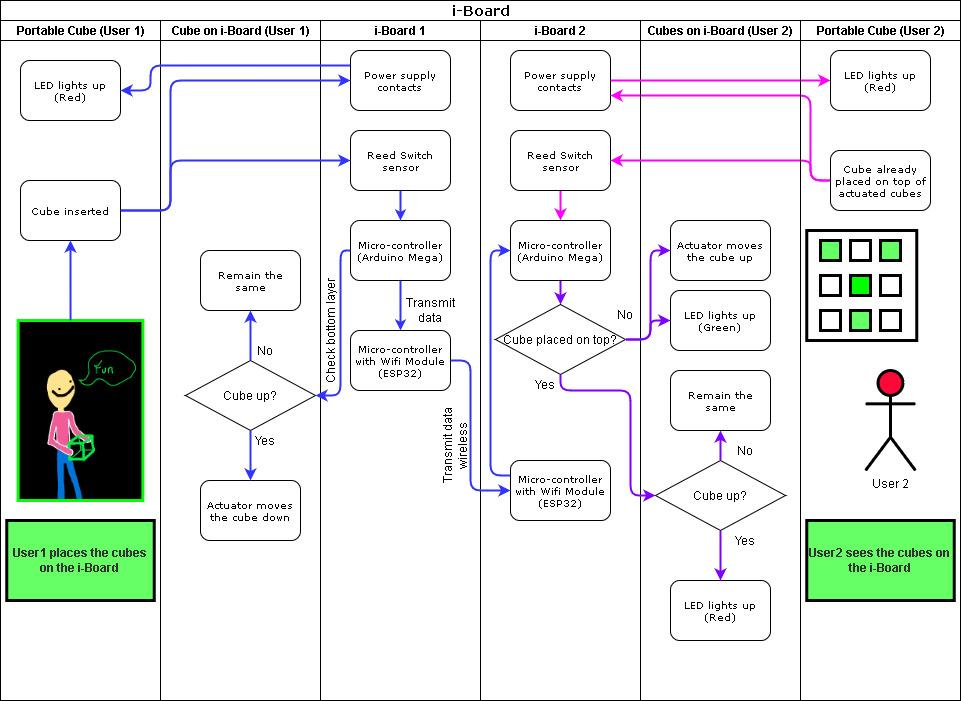 i-Board
Portable Cube (User 1)
Cube on i-Board (User 1)
i-Board 1
i-Board 2
Cubes on i-Board (User 2)
Portable Cube (User 2)
LED lights up
(Red)
Cube inserted
Yun
User1 places the cubes
on the i-Board
Remain the
same
No
Cube up?
Yes
Actuator moves
the cube down
Power supply
contacts
Reed Switch
sensor
Micro-controller
(Arduino Mega)
Check bottom layer
Transmit
data
Micro-controller
with Wifi Module
(ESP32)
Transmit data
wireless
Power supply
contacts
Reed Switch
sensor
Micro-controller
(Arduino Mega)
Cube placed on top?
No
Yes
Micro-controller
with Wifi Module
(ESP32)
Actuator moves
the cube up
LED lights up
(Green)
Remain the
same
No
Cube up?
Yes
LED lights up
(Red)
LED lights up
(Red)
Cube already
placed on top of
actuated cubes
User 2
User2 sees the cubes on
the i-Board